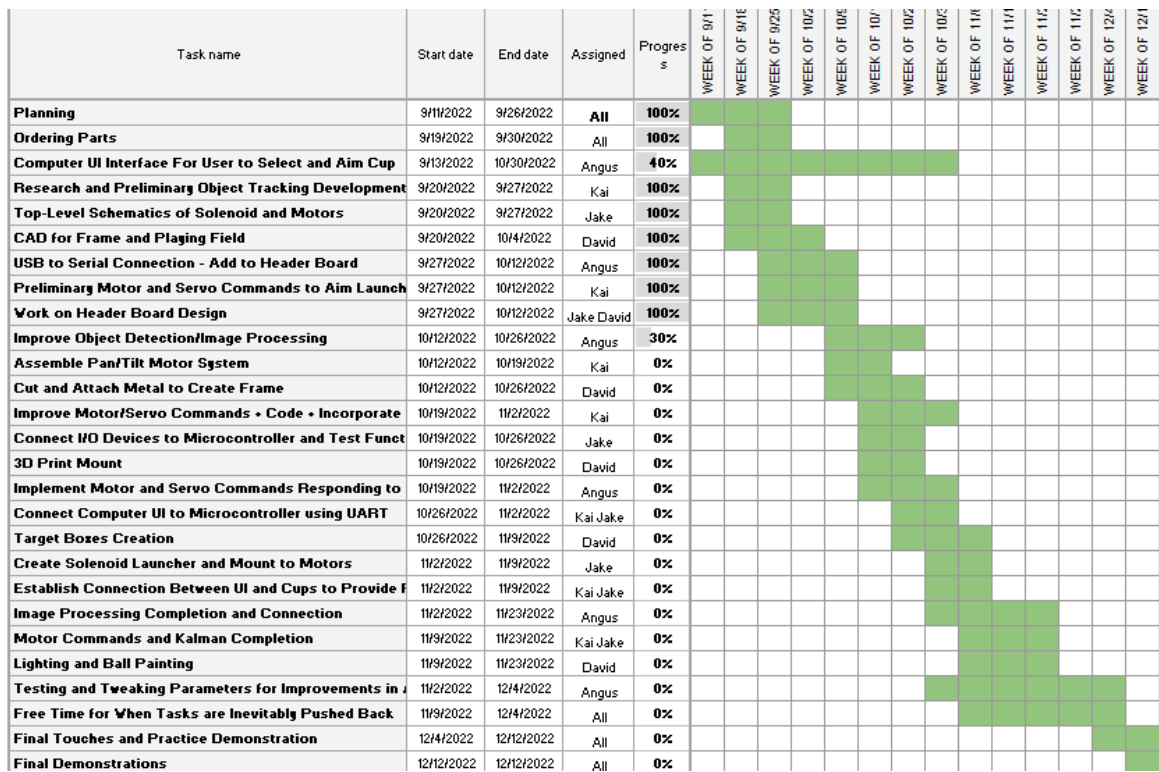 Task name Start date End date Assigned Progress WEEK OF 9/1 WEEK OF 9/18 WEEK OF 9/25 WEEK OF 10/2 WEEK OF 10/9 WEEK OF 10/ WEEK OF 10/2 WEEK OF 10/3 WEEK OF 11/6 WEEK OF 11/1 WEEK OF 11/2 WEEK OF 11/2 WEEK OF 12/4 WEEK OF 12/1
Planning 9/11/2022 9/26/2022 All 100%
Ordering Parts 9/19/2022 9/30/2022 All 100%
Computer UI Interface For User to Select and Aim Cup 9/13/2022 10/30/2022 Angus 40%
Research and Preliminary Object Tracking Development 9/20/2022 9/27/2022 Kai 100%
Top-Level Schematics of Solenoid and Motors 9/20/2022 9/27/2022 Jake 100%
CAD for Frame and Playing Field 9/20/2022 10/4/2022 David 100%
USB to Serial Connection - Add to Header Board 9/27/2022 10/12/2022 Angus 100%
Preliminary Motor and Servo Commands to Aim Launch 9/27/2022 10/12/2022 Kai 100%
Work on Header Board Design 9/27/2022 10/12/2022 Jake David 100%
Improve Object Detection/Image Processing 10/12/2022 10/26/2022 Angus 30%
Assemble Pan/Tilt Motor System 10/12/2022 10/19/2022 Kai 0%
Cut and Attach Metal to Create Frame 10/12/2022 10/26/2022 David 0%
Improve Motor/Servo Commands + Code + Incorporate 10/19/2022 11/2/2022 Kai 0%
Connect I/O Devices to Microcontroller and Test Funct 10/19/2022 10/26/2022 Jake 0%
3D Print Mount 10/19/2022 10/26/2022 David 0%
Implement Motor and Servo Commands Responding to 10/19/2022 11/2/2022 Angus 0%
Connect Computer UI to Microcontroller using UART 10/26/2022 11/2/2022 Kai Jake 0%
Target Boxes Creation 10/26/2022 11/9/2022 David 0%
Create Solenoid Launcher and Mount to Motors 11/2/2022 11/9/2022 Jake 0%
Establish Connection Between UI and Cups to Provide F 11/2/2022 11/9/2022 Kai Jake 0%
Image Processing Completion and Connection 11/2/2022 11/23/2022 Angus 0%
Motor Commands and Kalman Completion 11/9/2022 11/23/2022 Kai Jake 0%
Lighting and Ball Painting 11/9/2022 11/23/2022 David 0%
Testing and Tweaking Parameters for Improvements in 11/2/2022 12/4/2022 Angus 0%
Free Time for When Tasks are Inevitably Pushed Back 11/9/2022 12/4/2022 All 0%
Final Touches and Practice Demonstration 12/4/2022 12/12/2022 All 0%
Final Demonstrations 12/12/2022 12/12/2022 All 0%